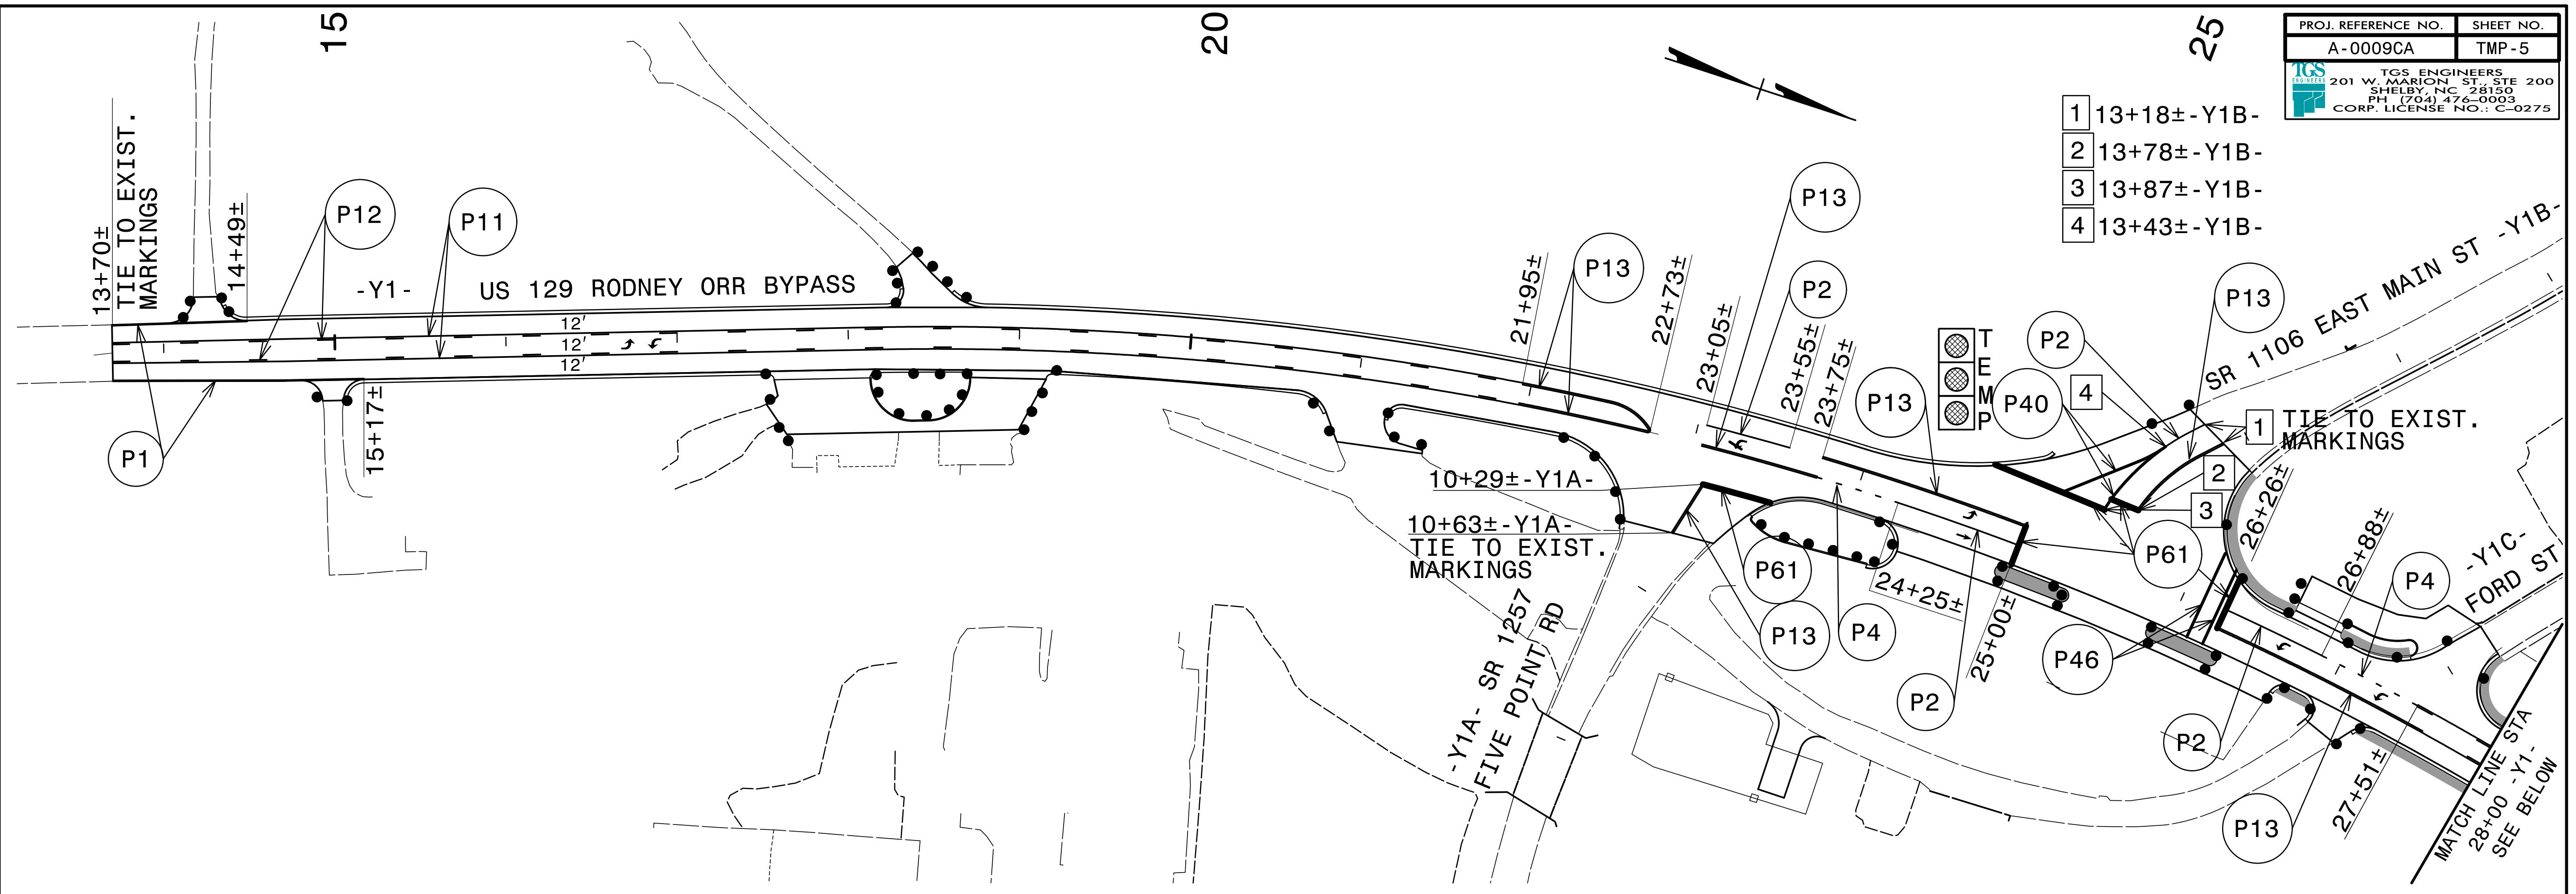 15
20
25
PROJ. REFERENCE NO.
SHEET NO.
A-0009CA
TMP-5
TGS
ENGINEERS
TGS ENGINEERS
201 W. MARION ST., STE 200
SHELBY, NC 28150
PH (704) 476-0003
CORP. LICENSE NO.: C-0275
1 13+18±-Y1B-
2 13+78±-Y1B-
3 13+87±-Y1B-
4 13+43±-Y1B-
13+70±
TIE TO EXIST.
MARKINGS
14+49±
P12
P11
-Y1- US 129 RODNEY ORR BYPASS
12'
12'
12'
P1
15+17±
21+95±
P13
22+73±
P13
P2
23+05±
23+55±
23+75±
P13
TEMP
P40
P2
4
P13
SR 1106 EAST MAIN ST -Y1B-
1 TIE TO EXIST.
MARKINGS
2
3
26+26±
26+88±
P61
P4
-Y1C-
FORD ST
10+29±-Y1A-
10+63±-Y1A-
TIE TO EXIST.
MARKINGS
P61
P13
P4
24+25±
25+00±
P2
P46
P2
P13
27+51±
-Y1A- SR 1257
FIVE POINT RD
MATCH LINE STA
28+00 -Y1-
SEE BELOW